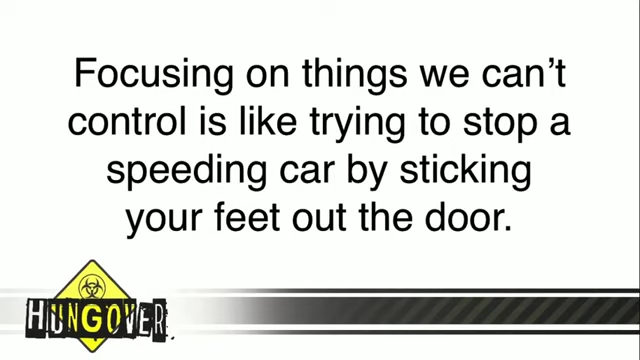 Focusing on things we can’t
control is like trying to stop a
speeding car by sticking
your feet out the door.
HUNGOVER